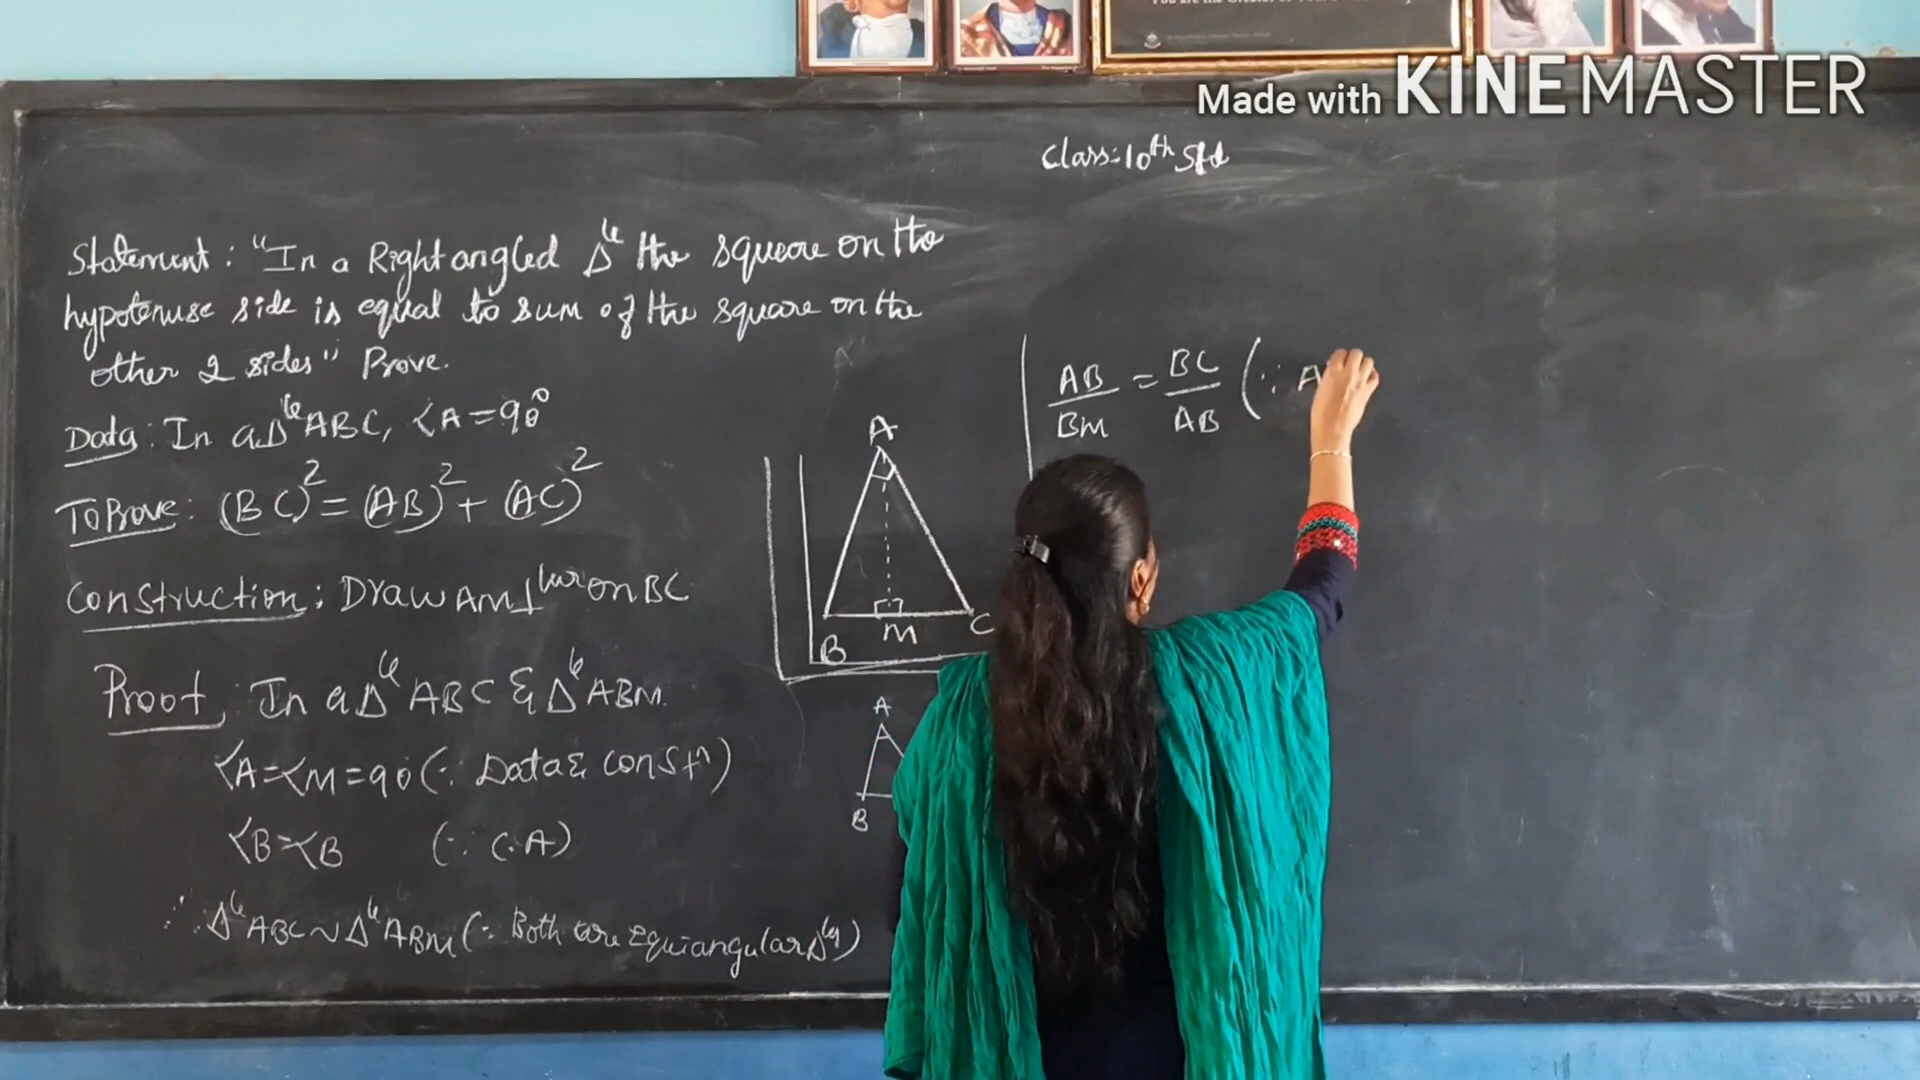 Made with KINEMASTER
Class:10th Std
Statement: "In a Right angled Δle the square on the
hypotenuse side is equal to sum of the square on the
other 2 sides" Prove.
Data: In a Δle ABC, <A=90°
To Prove: (BC)²=(AB)²+(AC)²
Construction: Draw AM⊥lar on BC
Proof: In a Δle ABC & Δle ABM
<A=<M=90(∵ Data & constn)
<B=<B (∵ C.A)
∴ Δle ABC~Δle ABM(∵ Both are Equiangular Δles)
A
B M C
A
B
AB/BM = BC/AB (∵ A